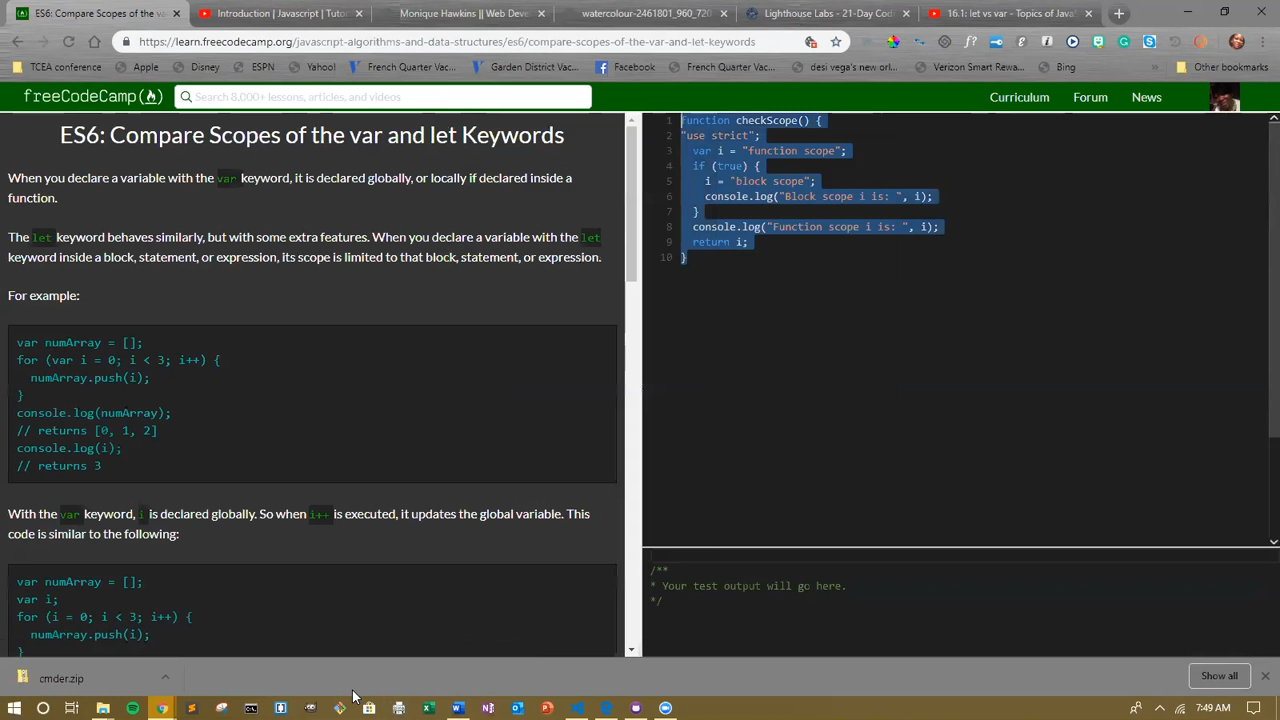 ES6: Compare Scopes of the va
Introduction | Javascript | Tutor
Monique Hawkins || Web Deve
watercolour-2461801_960_720
Lighthouse Labs - 21-Day Cod
16.1: let vs var - Topics of JavaS
https://learn.freecodecamp.org/javascript-algorithms-and-data-structures/es6/compare-scopes-of-the-var-and-let-keywords
TCEA conference
Apple
Disney
ESPN
Yahoo!
French Quarter Vac...
Garden District Vac...
Facebook
French Quarter Vac...
desi vega's new orl...
Verizon Smart Rewa...
Bing
»
Other bookmarks
freeCodeCamp
Search 8,000+ lessons, articles, and videos
Curriculum
Forum
News
ES6: Compare Scopes of the var and let Keywords
When you declare a variable with the var keyword, it is declared globally, or locally if declared inside a
function.
The let keyword behaves similarly, but with some extra features. When you declare a variable with the let
keyword inside a block, statement, or expression, its scope is limited to that block, statement, or expression.
For example:
var numArray = [];
for (var i = 0; i < 3; i++) {
numArray.push(i);
}
console.log(numArray);
// returns [0, 1, 2]
console.log(i);
// returns 3
With the var keyword, i is declared globally. So when i++ is executed, it updates the global variable. This
code is similar to the following:
var numArray = [];
var i;
for (i = 0; i < 3; i++) {
numArray.push(i);
}
1 function checkScope() {
2 "use strict";
3 var i = "function scope";
4 if (true) {
5 i = "block scope";
6 console.log("Block scope i is: ", i);
7 }
8 console.log("Function scope i is: ", i);
9 return i;
10 }
/**
* Your test output will go here.
*/
cmder.zip
Show all
7:49 AM